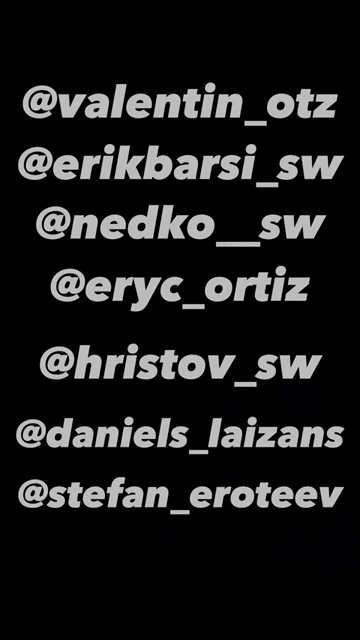 @valentin_otz
@erikbarsi_sw
@nedko__sw
@eryc_ortiz
@hristov_sw
@daniels_laizans
@stefan_eroteev